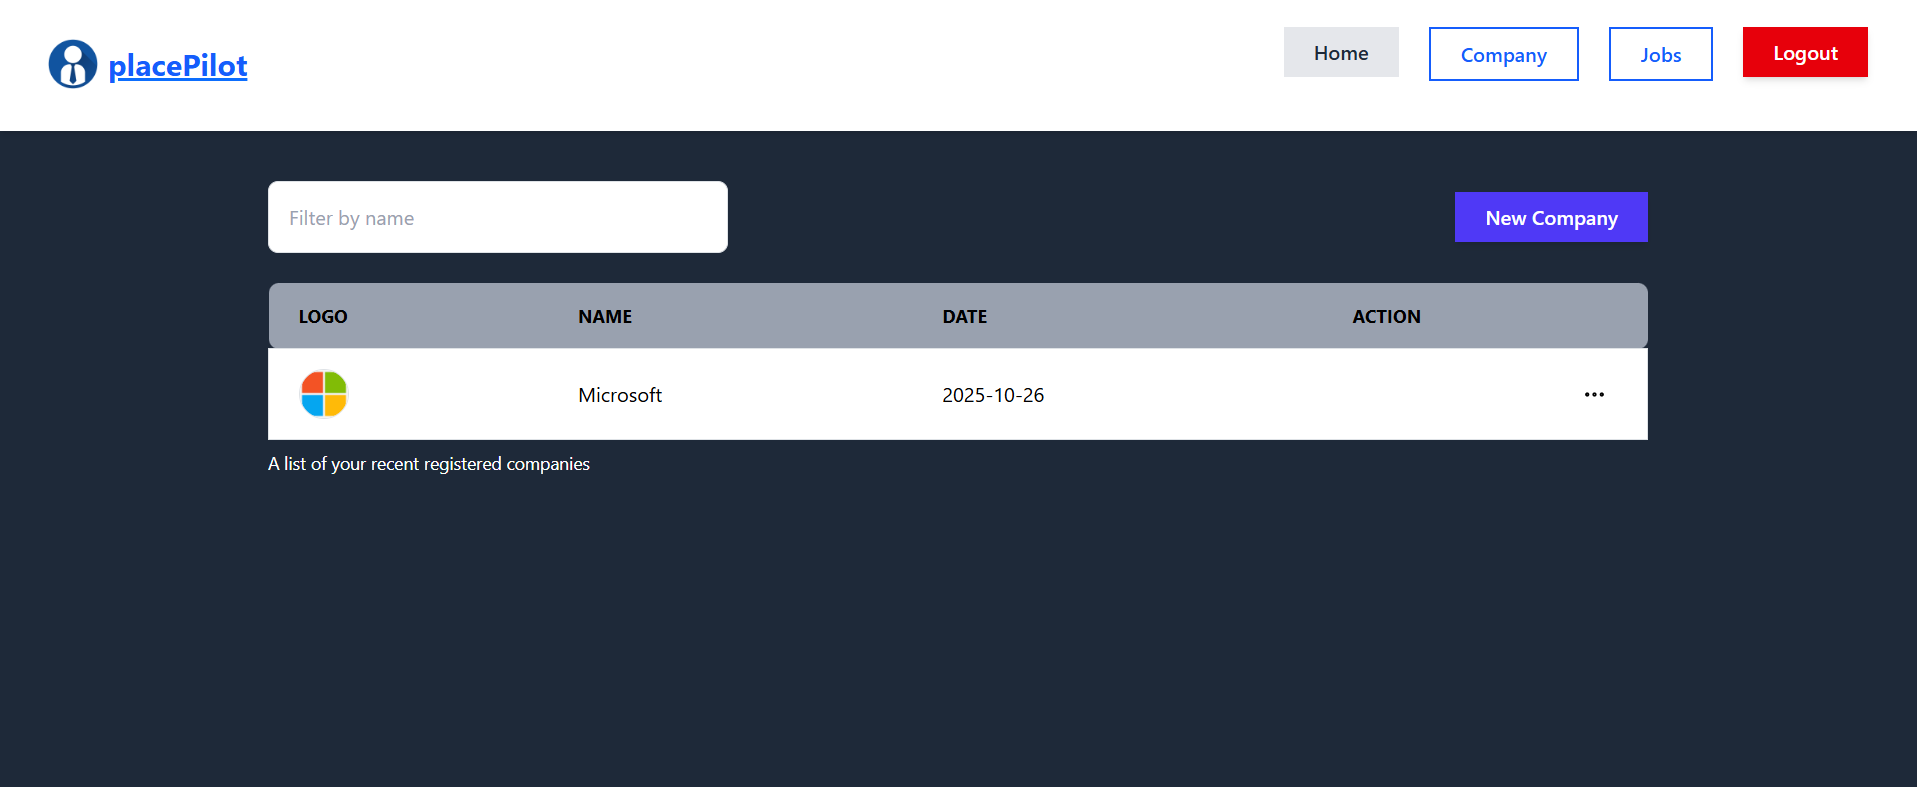 placePilot
Home Company Jobs Logout
Filter by name
New Company
LOGO NAME DATE ACTION
Microsoft 2025-10-26 ...
A list of your recent registered companies